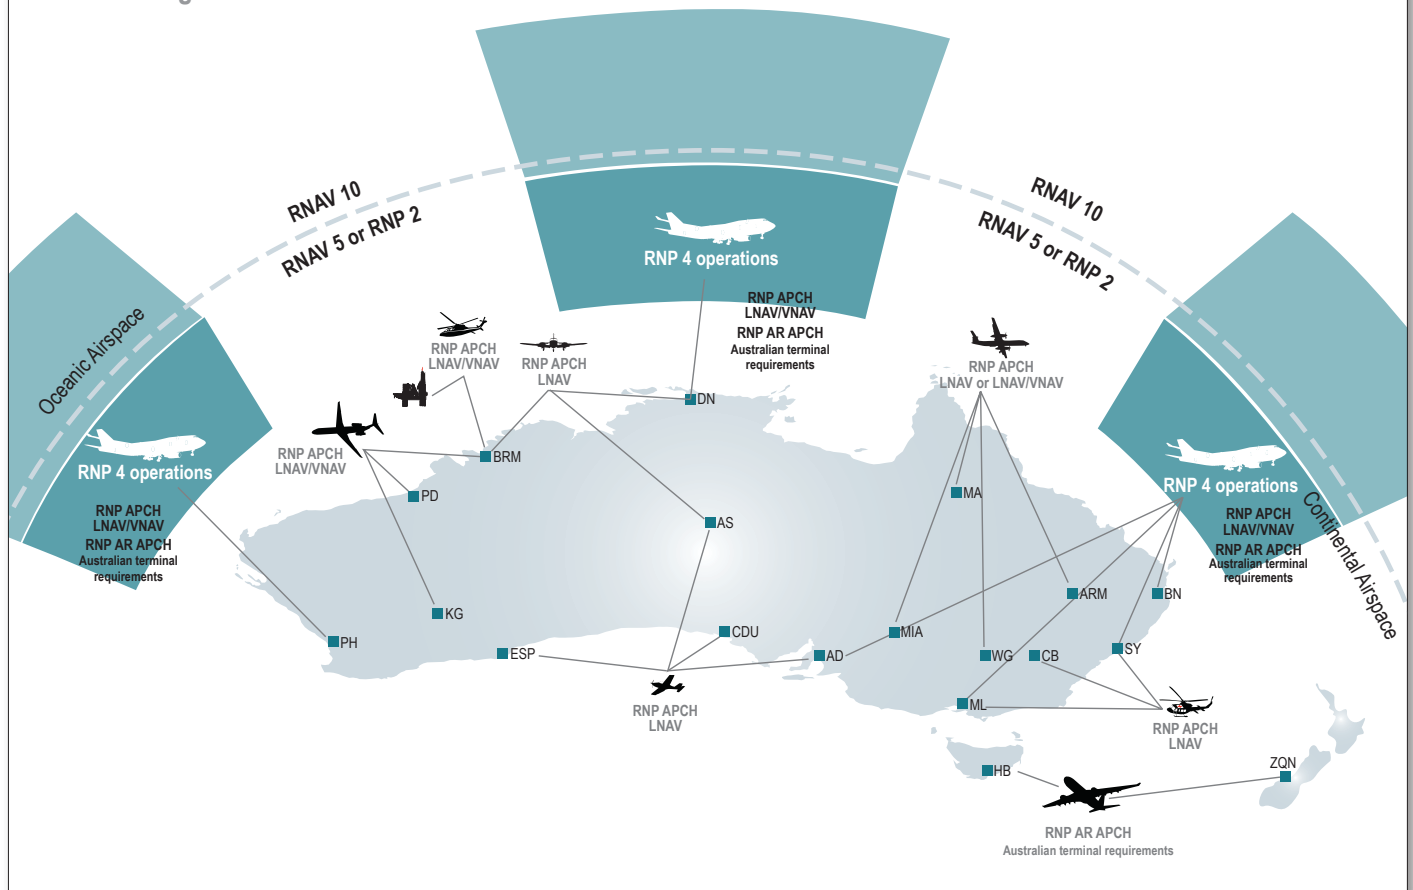 RNAV 10
RNAV 5 or RNP 2
RNP 4 operations
RNP APCH
LNAV/VNAV
RNP AR APCH
Australian terminal
requirements
RNAV 10
RNAV 5 or RNP 2
Oceanic Airspace
RNP 4 operations
RNP APCH
LNAV/VNAV
RNP AR APCH
Australian terminal
requirements
RNP APCH
LNAV/VNAV
RNP APCH
LNAV
RNP APCH
LNAV/VNAV
RNP APCH
LNAV or LNAV/VNAV
RNP 4 operations
RNP APCH
LNAV/VNAV
RNP AR APCH
Australian terminal
requirements
Continental Airspace
DN
BRM
PD
MA
AS
KG
ARM
BN
PH
ESP
CDU
AD
MIA
WG
CB
SY
ML
RNP APCH
LNAV
RNP APCH
LNAV
HB
ZQN
RNP AR APCH
Australian terminal requirements